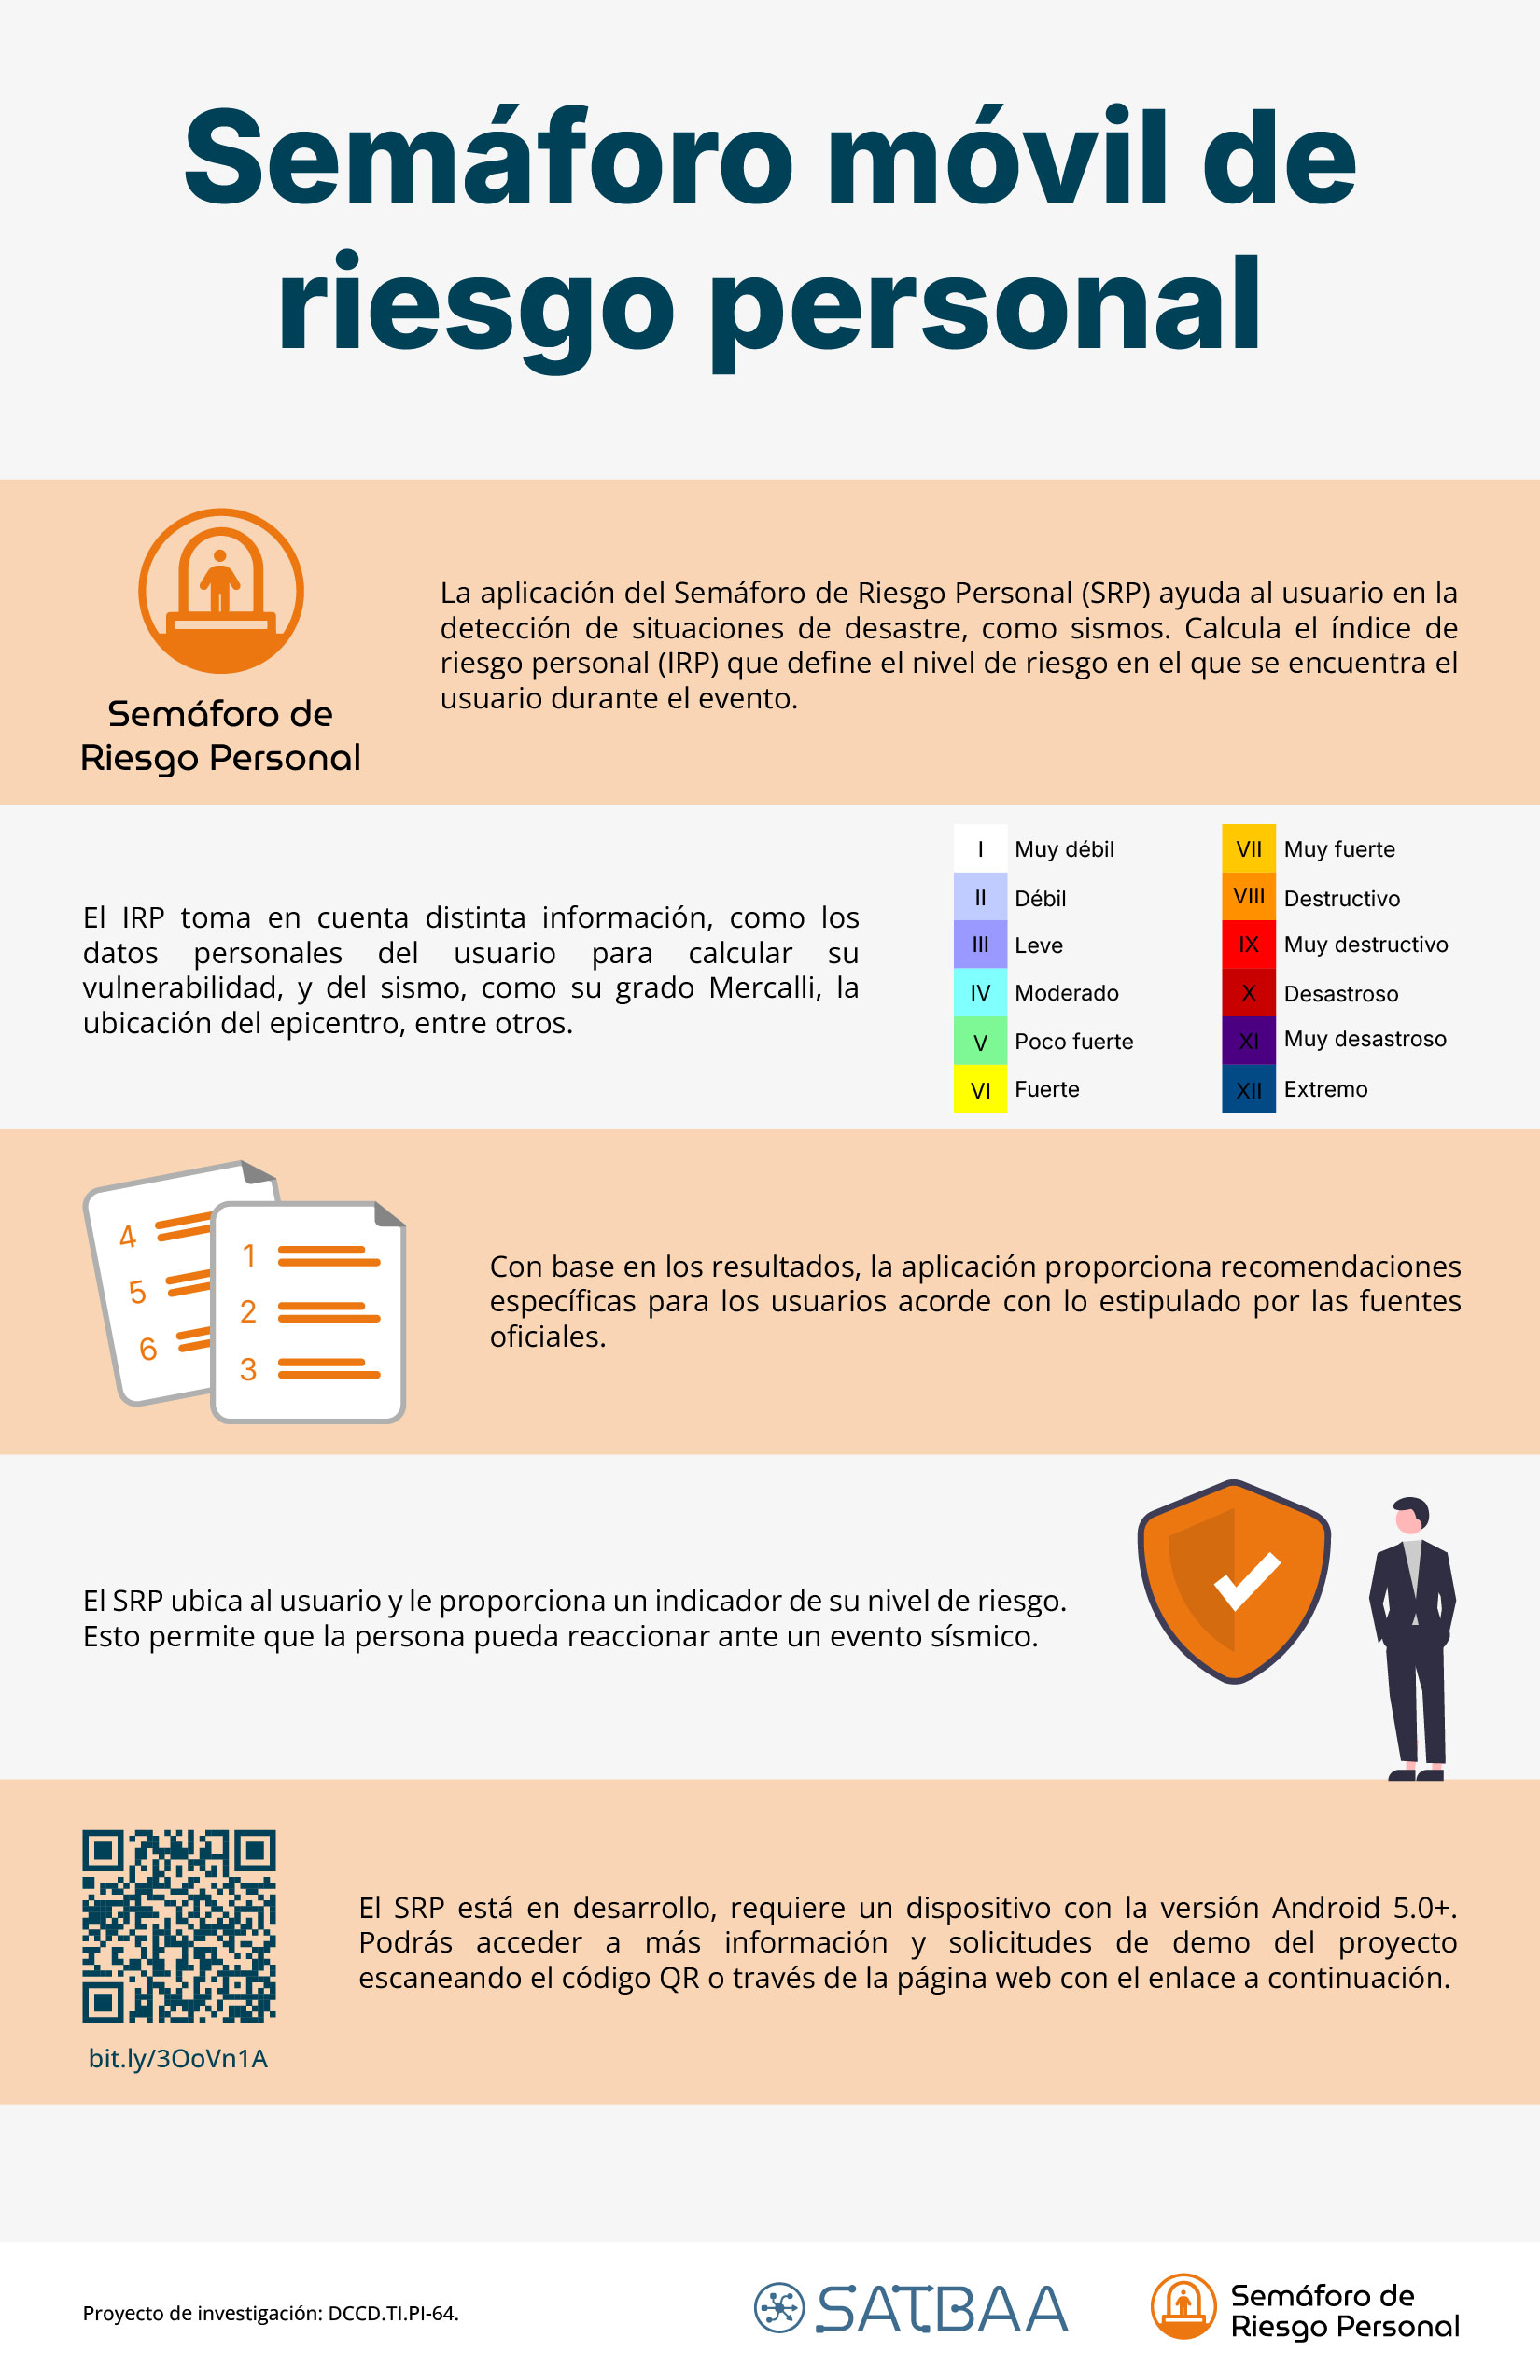 Semáforo móvil de
riesgo personal
Semáforo de
Riesgo Personal
La aplicación del Semáforo de Riesgo Personal (SRP) ayuda al usuario en la
detección de situaciones de desastre, como sismos. Calcula el índice de
riesgo personal (IRP) que define el nivel de riesgo en el que se encuentra el
usuario durante el evento.
El IRP toma en cuenta distinta información, como los
datos personales del usuario para calcular su
vulnerabilidad, y del sismo, como su grado Mercalli, la
ubicación del epicentro, entre otros.
I Muy débil
II Débil
III Leve
IV Moderado
V Poco fuerte
VI Fuerte
VII Muy fuerte
VIII Destructivo
IX Muy destructivo
X Desastroso
XI Muy desastroso
XII Extremo
4
5
6
1
2
3
Con base en los resultados, la aplicación proporciona recomendaciones
específicas para los usuarios acorde con lo estipulado por las fuentes
oficiales.
El SRP ubica al usuario y le proporciona un indicador de su nivel de riesgo.
Esto permite que la persona pueda reaccionar ante un evento sísmico.
bit.ly/3OoVn1A
El SRP está en desarrollo, requiere un dispositivo con la versión Android 5.0+.
Podrás acceder a más información y solicitudes de demo del proyecto
escaneando el código QR o través de la página web con el enlace a continuación.
Proyecto de investigación: DCCD.TI.PI-64.
SATBAA
Semáforo de
Riesgo Personal